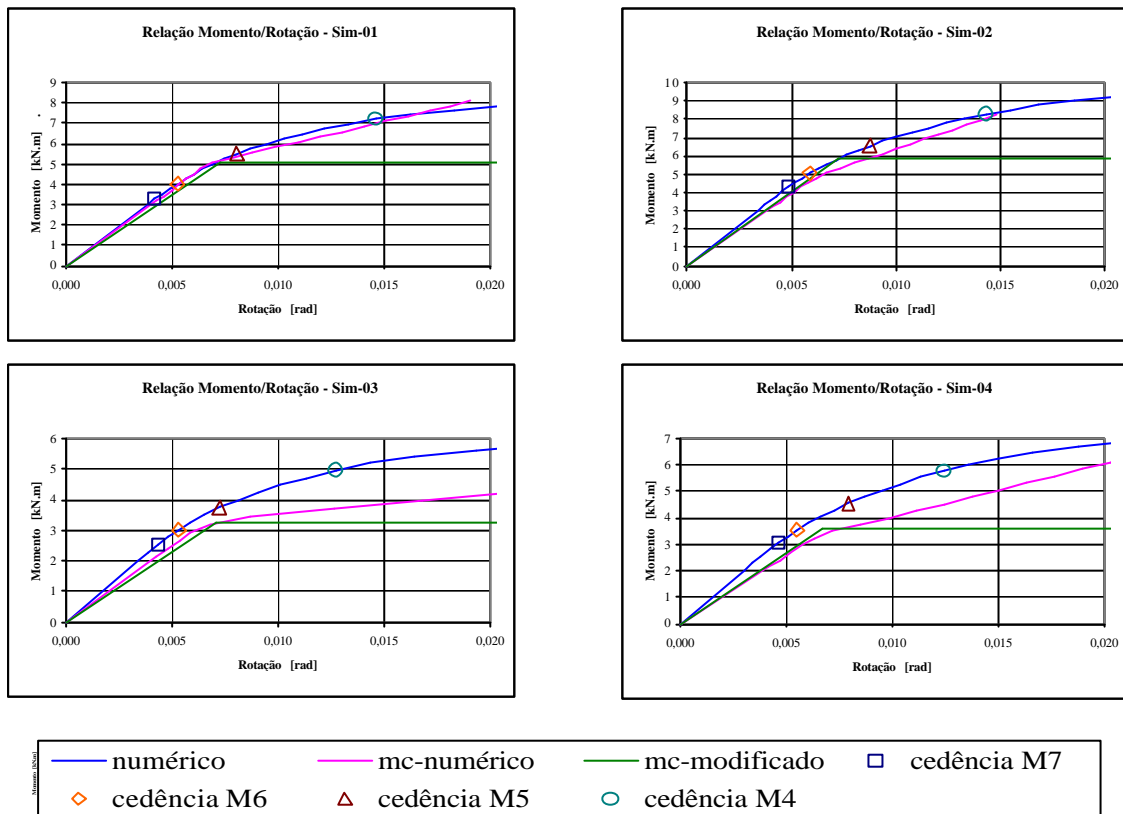 Relação Momento/Rotação - Sim-01
Momento [kN.m] .
9
8
7
6
5
4
3
2
1
0
0,000 0,005 0,010 0,015 0,020
Rotação [rad]
Relação Momento/Rotação - Sim-02
Momento [kN.m]
10
9
8
7
6
5
4
3
2
1
0
0,000 0,005 0,010 0,015 0,020
Rotação [rad]
Relação Momento/Rotação - Sim-03
Momento [kN.m]
6
5
4
3
2
1
0
0,000 0,005 0,010 0,015 0,020
Rotação [rad]
Relação Momento/Rotação - Sim-04
Momento [kN.m]
7
6
5
4
3
2
1
0
0,000 0,005 0,010 0,015 0,020
Rotação [rad]
Momento [kNm]
numérico mc-numérico mc-modificado cedência M7
cedência M6 cedência M5 cedência M4